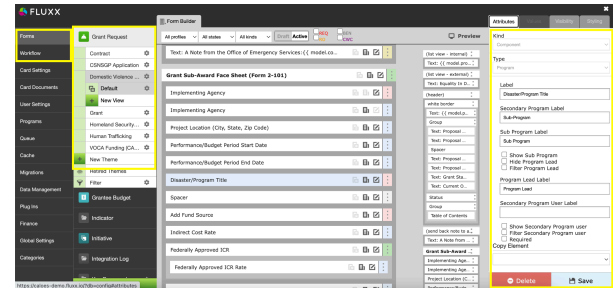 FLUXX
Forms
Workflow
Card Settings
Card Documents
User Settings
Programs
Queue
Cache
Migrations
Data Management
Plug Ins
Finance
Global Settings
Categories
Grant Request
Contract
CSNSGP Application
Domestic Violence ...
Default
New View
Grant
Homeland Security...
Human Trafficking
VOCA Funding (CA...
New Theme
Retired Themes
Filter
Grantee Budget
Indicator
Initiative
Integration Log
https://caloes-demo.fluxx.io/?db=config#attributes
Form Builder
All profiles
All states
All kinds
Draft
Active
Preview
Text: A Note from the Office of Emergency Services:{{ model.co...
Grant Sub-Award Face Sheet (Form 2-101)
Implementing Agency
Implementing Agency
Project Location (City, State, Zip Code)
Performance/Budget Period Start Date
Performance/Budget Period End Date
Disaster/Program Title
Spacer
Add Fund Source
Indirect Cost Rate
Federally Approved ICR
Federally Approved ICR Rate
(list view - internal)
Text: {{ model.pro...
(list view - external)
Text: Equality In D...
(header)
white border
Text: {{ model.p...
Group
Text: Proposal ...
Text: Proposal ...
Spacer
Text: Proposal ...
Text: Proposal ...
Text: Grant Sta...
Text: Current O...
Status
Group
Table of Contents
(send back note to a...
Text: A Note from ...
Grant Sub-Award ...
Implementing Age...
Implementing Age...
Project Location (C...
Attributes
Visibility
Styling
Kind
Component
Type
Program
Label
Disaster/Program Title
Secondary Program Label
Sub-Program
Sub Program Label
Sub-Program
Show Sub Program
Hide Program Lead
Filter Program Lead
Program Lead Label
Program Lead
Secondary Program User Label
Show Secondary Program user
Filter Secondary Program user
Required
Copy Element
Delete
Save